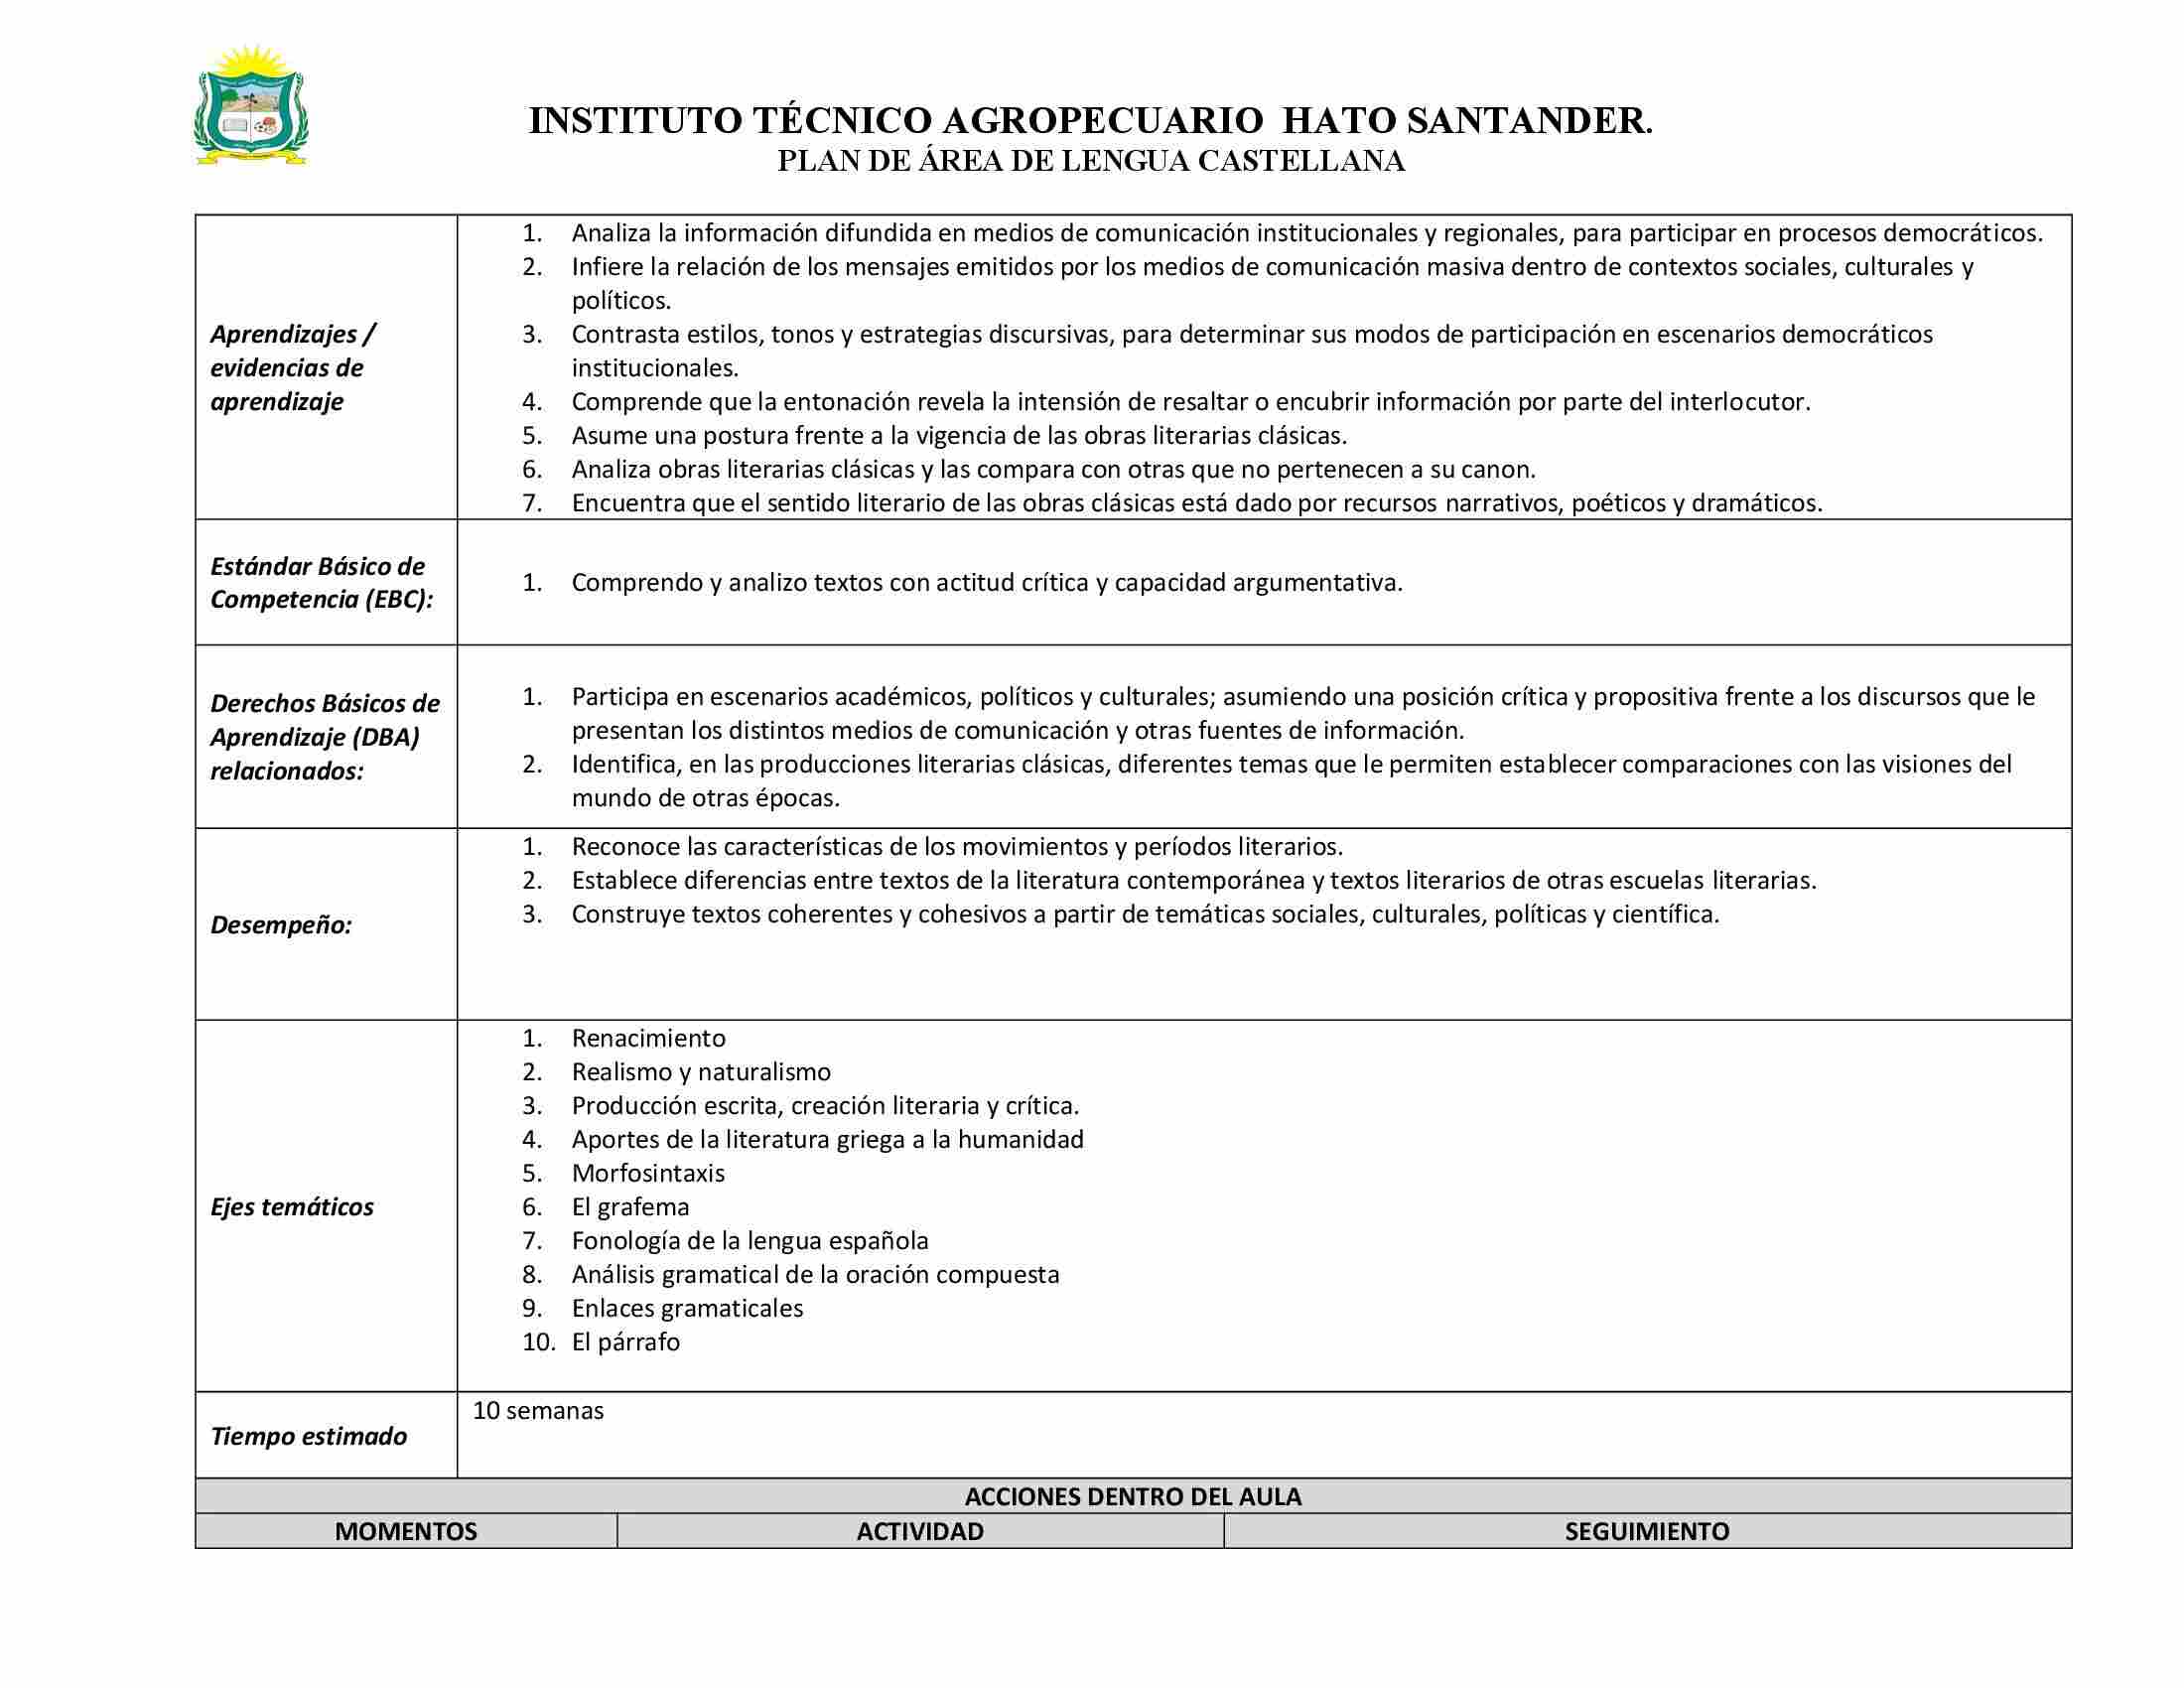 INSTITUTO TÉCNICO AGROPECUARIO HATO SANTANDER.
PLAN DE ÁREA DE LENGUA CASTELLANA
Aprendizajes /
evidencias de
aprendizaje
1. Analiza la información difundida en medios de comunicación institucionales y regionales, para participar en procesos democráticos.
2. Infiere la relación de los mensajes emitidos por los medios de comunicación masiva dentro de contextos sociales, culturales y
políticos.
3. Contrasta estilos, tonos y estrategias discursivas, para determinar sus modos de participación en escenarios democráticos
institucionales.
4. Comprende que la entonación revela la intensión de resaltar o encubrir información por parte del interlocutor.
5. Asume una postura frente a la vigencia de las obras literarias clásicas.
6. Analiza obras literarias clásicas y las compara con otras que no pertenecen a su canon.
7. Encuentra que el sentido literario de las obras clásicas está dado por recursos narrativos, poéticos y dramáticos.
Estándar Básico de
Competencia (EBC):
1. Comprendo y analizo textos con actitud crítica y capacidad argumentativa.
Derechos Básicos de
Aprendizaje (DBA)
relacionados:
1. Participa en escenarios académicos, políticos y culturales; asumiendo una posición crítica y propositiva frente a los discursos que le
presentan los distintos medios de comunicación y otras fuentes de información.
2. Identifica, en las producciones literarias clásicas, diferentes temas que le permiten establecer comparaciones con las visiones del
mundo de otras épocas.
Desempeño:
1. Reconoce las características de los movimientos y períodos literarios.
2. Establece diferencias entre textos de la literatura contemporánea y textos literarios de otras escuelas literarias.
3. Construye textos coherentes y cohesivos a partir de temáticas sociales, culturales, políticas y científica.
Ejes temáticos
1. Renacimiento
2. Realismo y naturalismo
3. Producción escrita, creación literaria y crítica.
4. Aportes de la literatura griega a la humanidad
5. Morfosintaxis
6. El grafema
7. Fonología de la lengua española
8. Análisis gramatical de la oración compuesta
9. Enlaces gramaticales
10. El párrafo
Tiempo estimado
10 semanas
ACCIONES DENTRO DEL AULA
MOMENTOS ACTIVIDAD SEGUIMIENTO